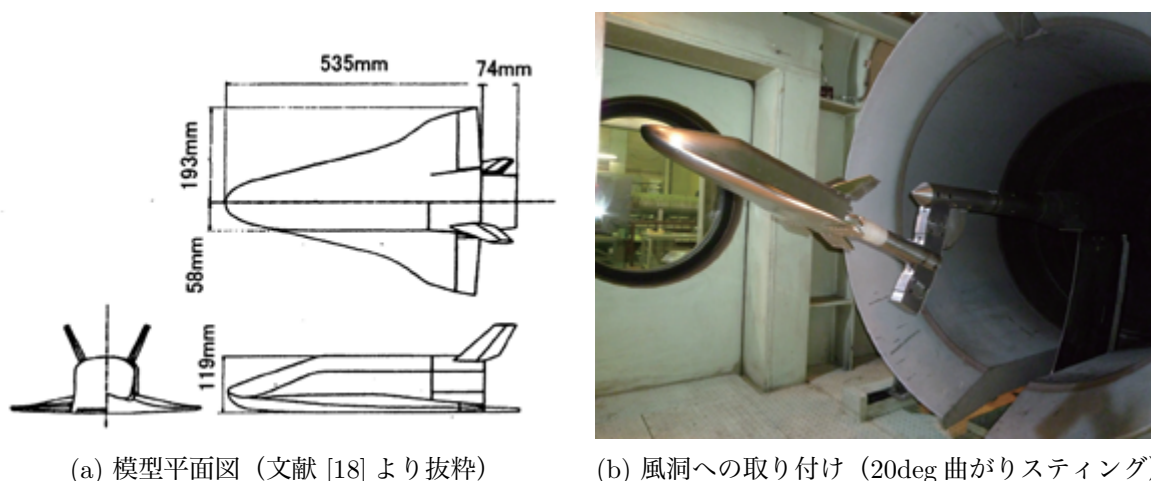 535mm
74mm
193mm
58mm
119mm
(a) 模型平面図（文献 [18] より抜粋）
(b) 風洞への取り付け（20deg 曲がりスティング）